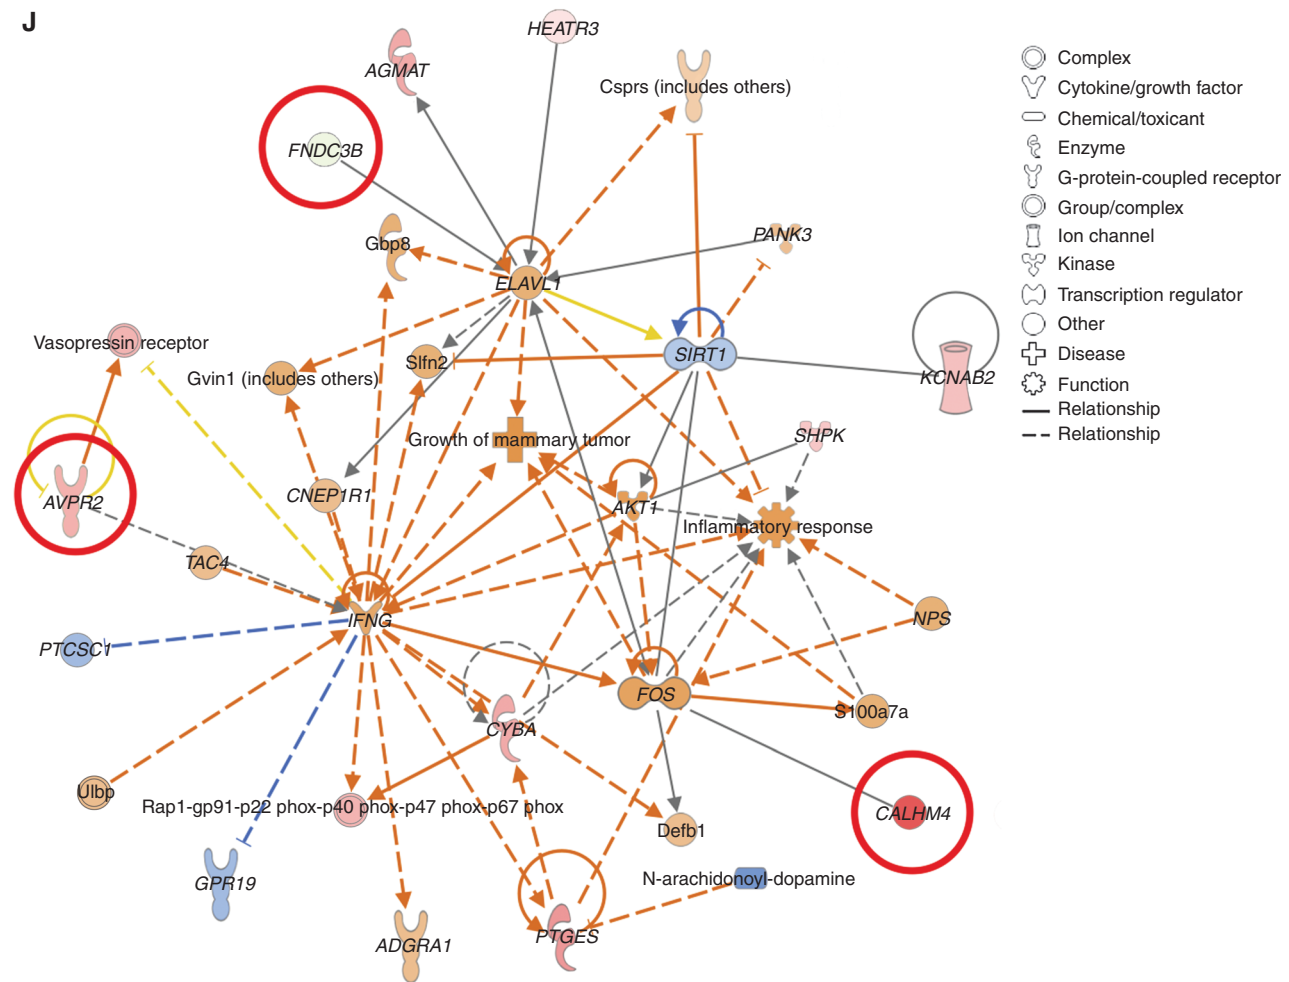 J
HEATR3
AGMAT
Csprs (includes others)
FNDC3B
Gbp8
PANK3
ELAVL1
Vasopressin receptor
Gvin1 (includes others)
Slfn2
SIRT1
KCNAB2
Growth of mammary tumor
SHPK
AVPR2
CNEP1R1
AKT1
Inflammatory response
TAC4
IFNG
NPS
PTCSC1
FOS
S100a7a
CYBA
Ulbp
Rap1-gp91-p22 phox-p40 phox-p47 phox-p67 phox
CALHM4
Defb1
GPR19
N-arachidonoyl-dopamine
ADGRA1
PTGES
Complex
Cytokine/growth factor
Chemical/toxicant
Enzyme
G-protein-coupled receptor
Group/complex
Ion channel
Kinase
Transcription regulator
Other
Disease
Function
Relationship
Relationship